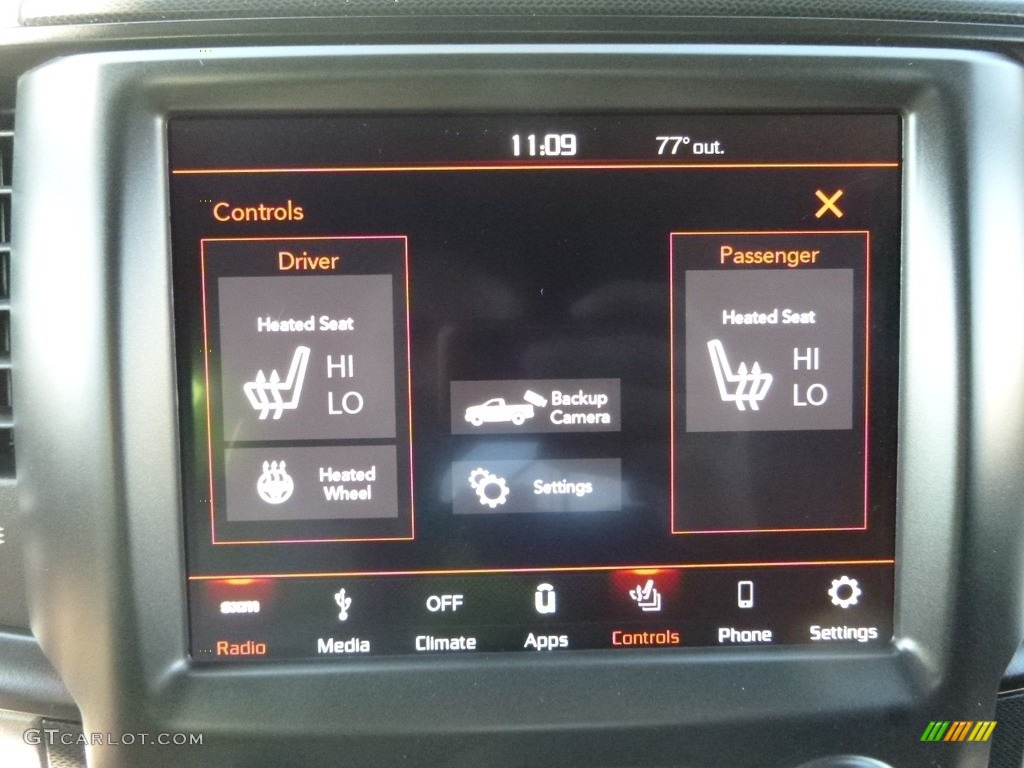 11:09 77° out.
Controls
Driver
Passenger
Heated Seat
HI
LO
Heated Seat
HI
LO
Backup
Camera
Heated
Wheel
Settings
sxm OFF
Radio Media Climate Apps Controls Phone Settings
GTCARLOT.COM